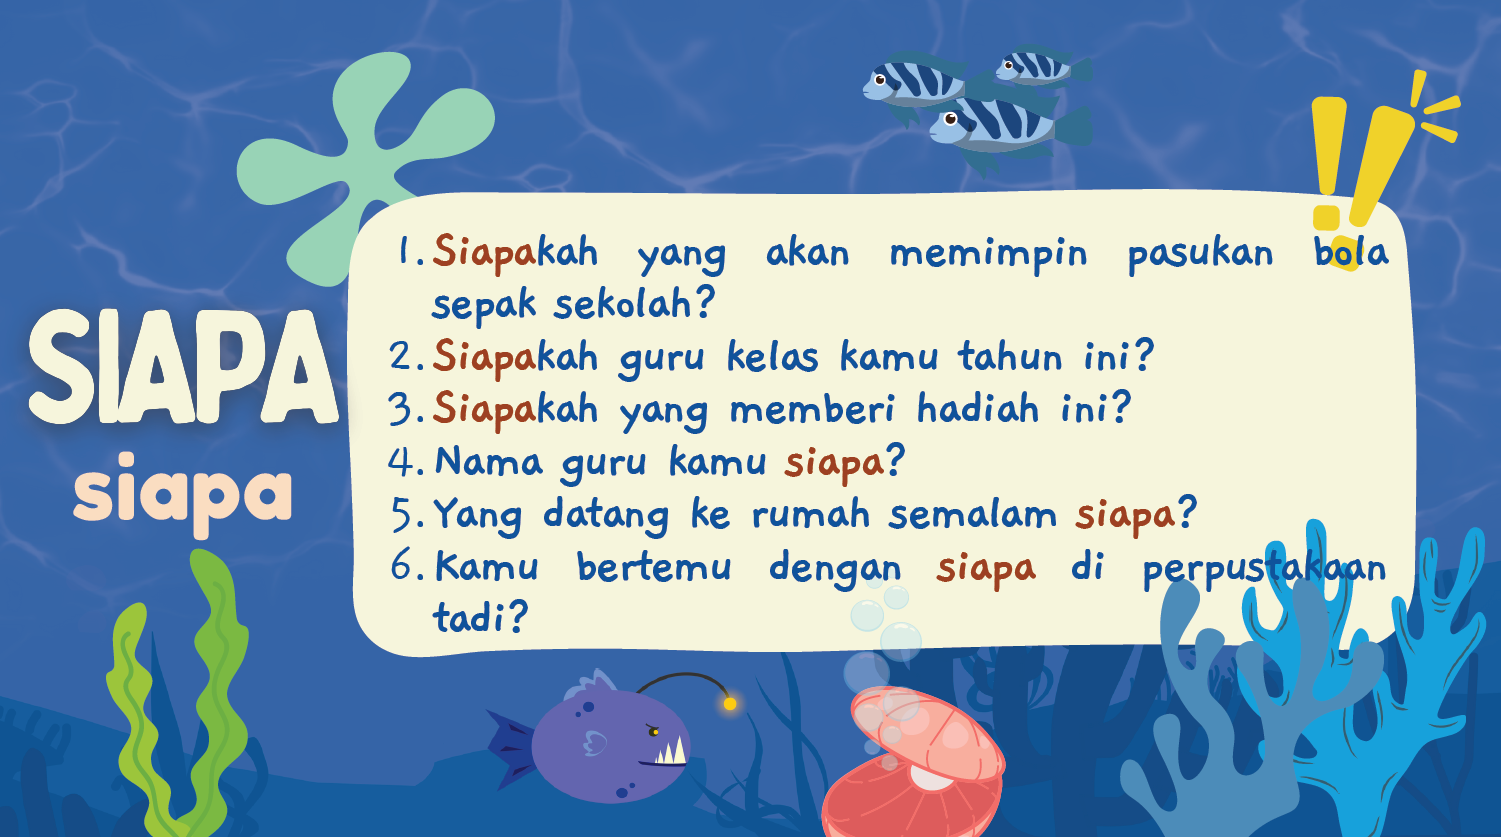 SIAPA
siapa
1. Siapakah yang akan memimpin pasukan bola
sepak sekolah?
2. Siapakah guru kelas kamu tahun ini?
3. Siapakah yang memberi hadiah ini?
4. Nama guru kamu siapa?
5. Yang datang ke rumah semalam siapa?
6. Kamu bertemu dengan siapa di perpustakaan
tadi?